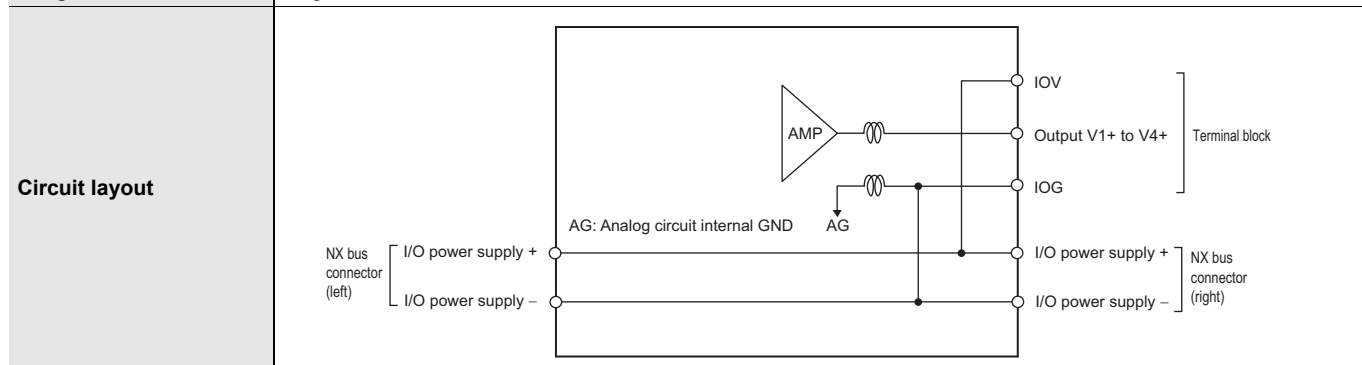 Circuit layout
IOV
AMP
Output V1+ to V4+
Terminal block
IOG
AG: Analog circuit internal GND
AG
NX bus
connector
(left)
I/O power supply +
I/O power supply –
I/O power supply +
I/O power supply –
NX bus
connector
(right)